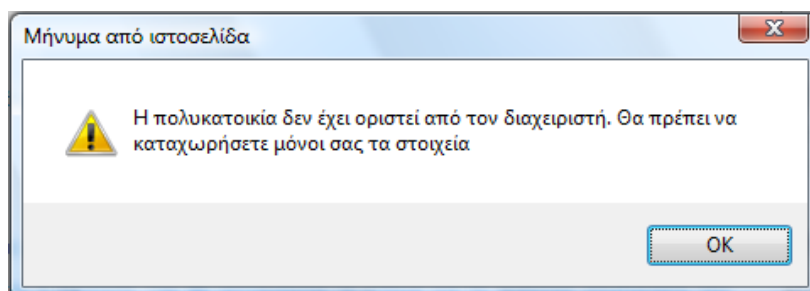 Μήνυμα από ιστοσελίδα
Η πολυκατοικία δεν έχει οριστεί από τον διαχειριστή. Θα πρέπει να
καταχωρήσετε μόνοι σας τα στοιχεία
OK